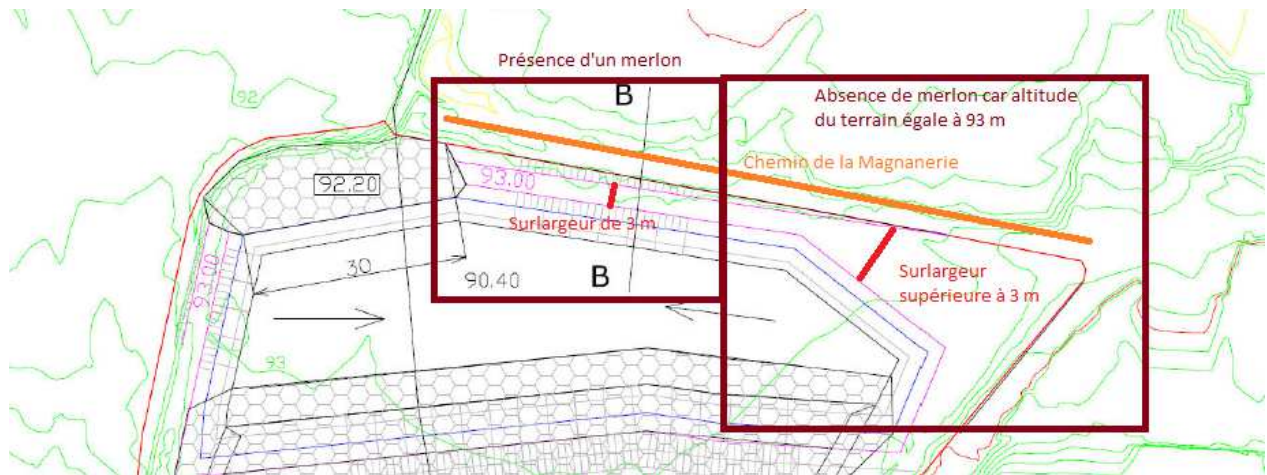 Présence d'un merlon
B
Absence de merlon car altitude
du terrain égale à 93 m
92
Chemin de la Magnanerie
92.20
93.00
Surlargeur de 3 m
93.00
30
90.40
B
Surlargeur
supérieure à 3 m
93